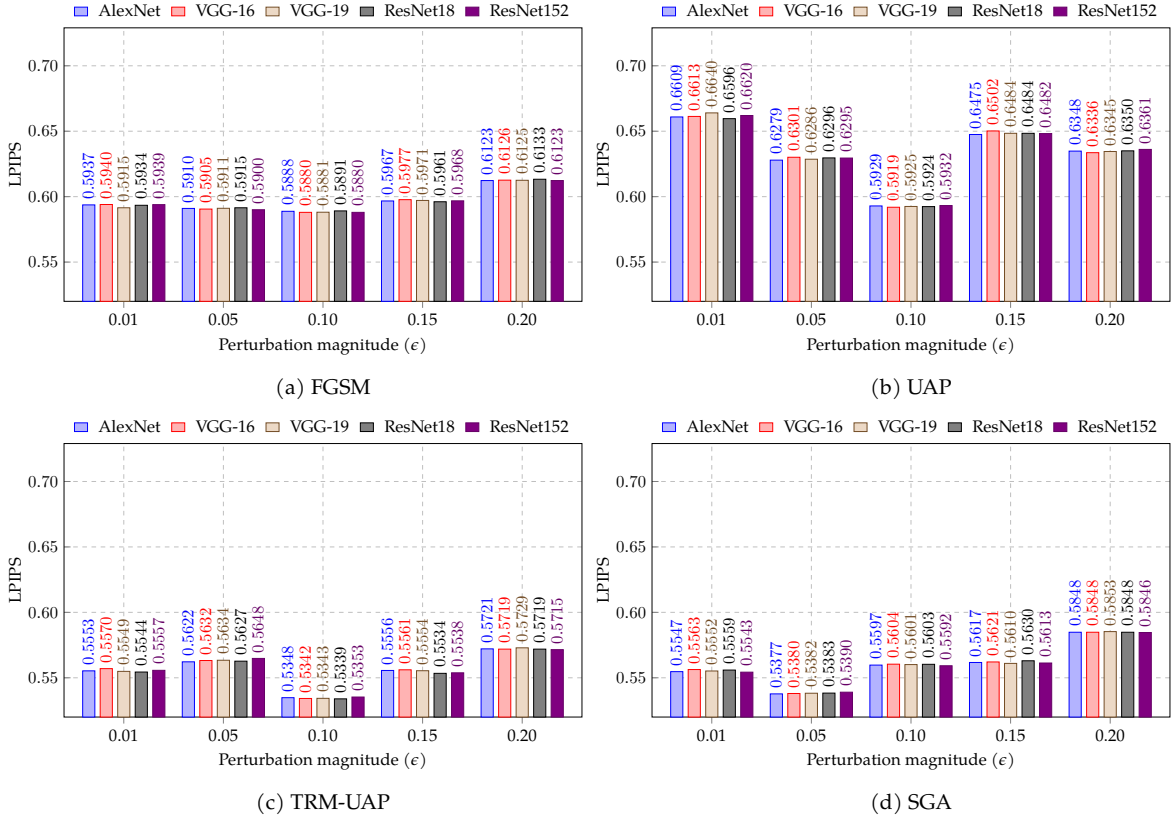 AlexNet VGG-16 VGG-19 ResNet18 ResNet152
LPIPS
0.70
0.65
0.60
0.55
0.5937 0.5940 0.5915 0.5934 0.5939
0.5910 0.5905 0.5911 0.5915 0.5900
0.5888 0.5880 0.5881 0.5891 0.5880
0.5967 0.5977 0.5971 0.5961 0.5968
0.6123 0.6126 0.6125 0.6133 0.6123
0.01 0.05 0.10 0.15 0.20
Perturbation magnitude (ϵ)
(a) FGSM
AlexNet VGG-16 VGG-19 ResNet18 ResNet152
LPIPS
0.70
0.65
0.60
0.55
0.6609 0.6613 0.6640 0.6596 0.6620
0.6279 0.6301 0.6286 0.6296 0.6295
0.5929 0.5919 0.5925 0.5924 0.5932
0.6475 0.6502 0.6484 0.6484 0.6482
0.6348 0.6336 0.6345 0.6350 0.6361
0.01 0.05 0.10 0.15 0.20
Perturbation magnitude (ϵ)
(b) UAP
AlexNet VGG-16 VGG-19 ResNet18 ResNet152
LPIPS
0.70
0.65
0.60
0.55
0.5553 0.5570 0.5549 0.5544 0.5557
0.5622 0.5632 0.5634 0.5627 0.5648
0.5348 0.5342 0.5343 0.5339 0.5353
0.5556 0.5561 0.5554 0.5534 0.5538
0.5721 0.5719 0.5729 0.5719 0.5715
0.01 0.05 0.10 0.15 0.20
Perturbation magnitude (ϵ)
(c) TRM-UAP
AlexNet VGG-16 VGG-19 ResNet18 ResNet152
LPIPS
0.70
0.65
0.60
0.55
0.5547 0.5563 0.5552 0.5559 0.5543
0.5377 0.5380 0.5382 0.5383 0.5390
0.5597 0.5604 0.5601 0.5603 0.5592
0.5617 0.5621 0.5610 0.5630 0.5613
0.5848 0.5848 0.5853 0.5848 0.5846
0.01 0.05 0.10 0.15 0.20
Perturbation magnitude (ϵ)
(d) SGA